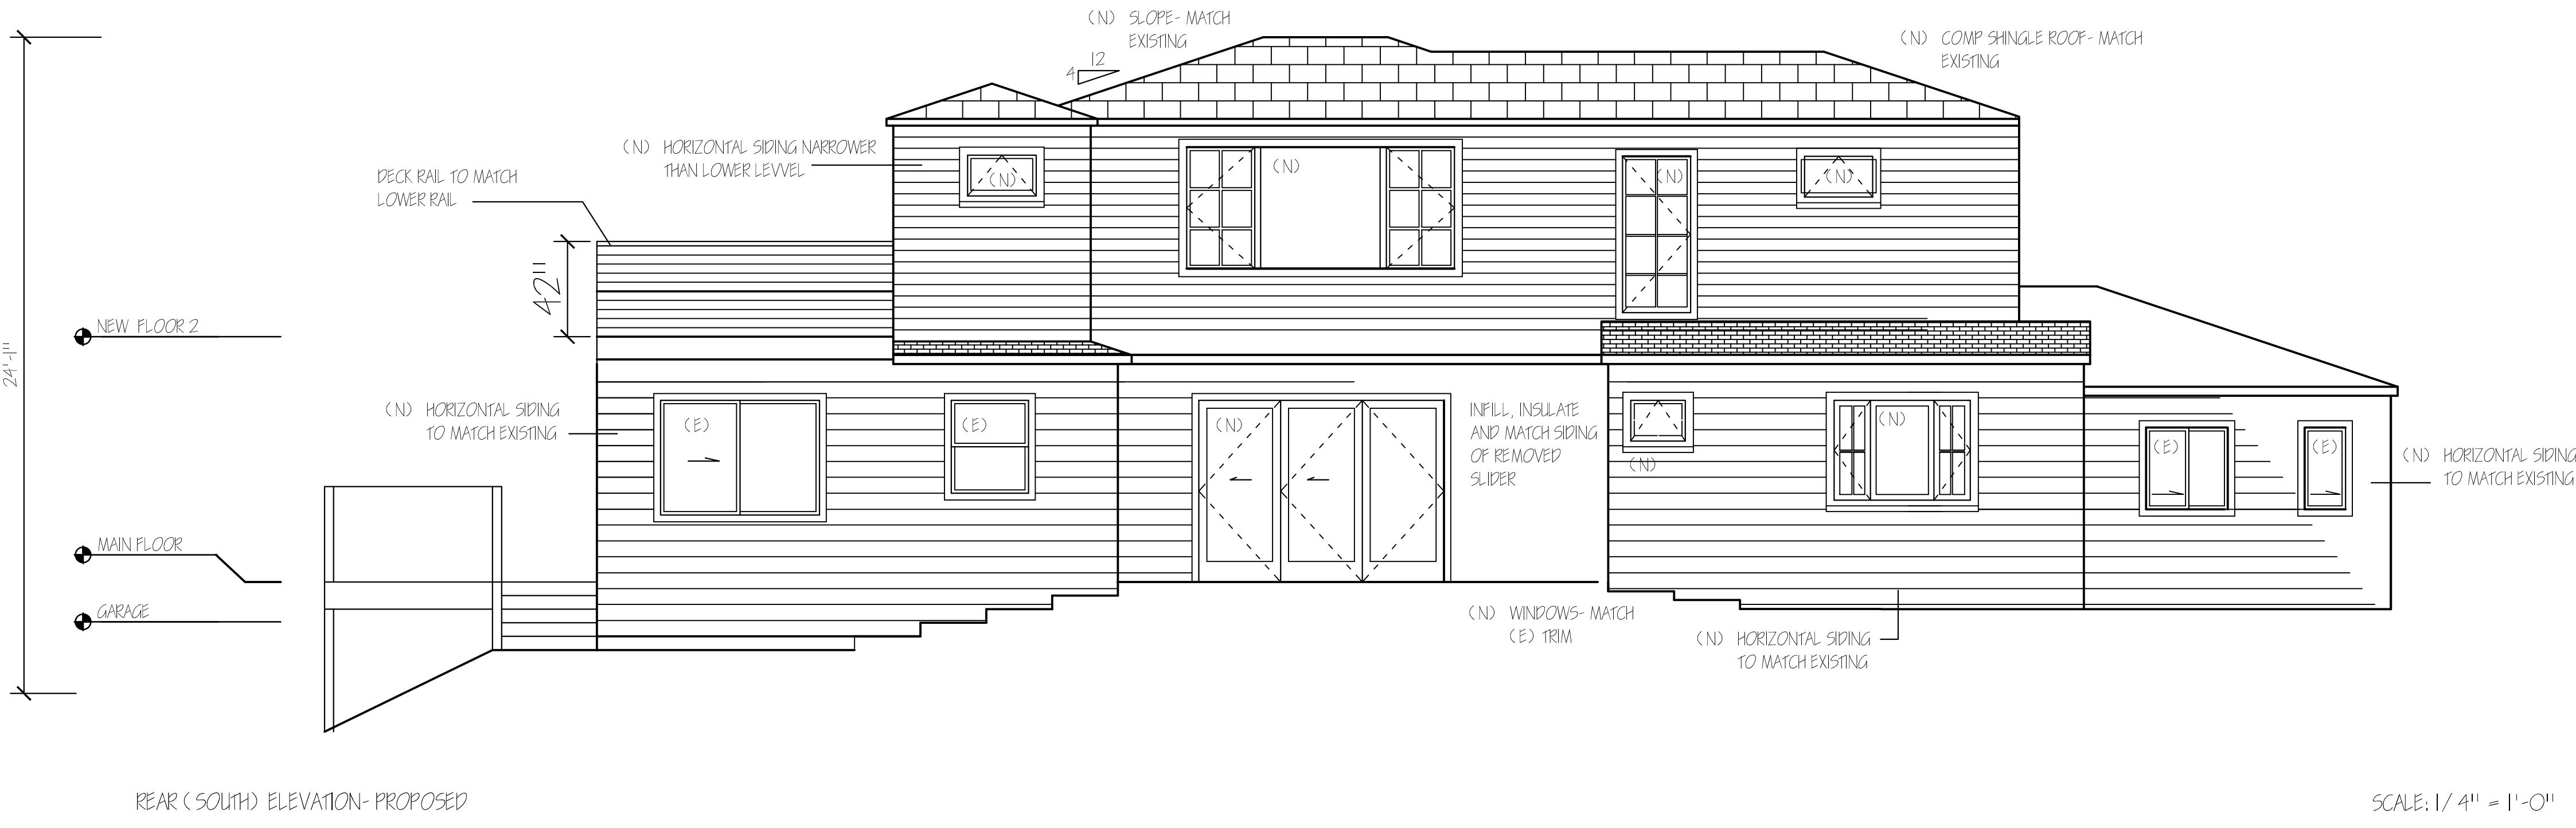 (N) SLOPE- MATCH
EXISTING
12
4
(N) COMP SHINGLE ROOF- MATCH
EXISTING
(N) HORIZONTAL SIDING NARROWER
THAN LOWER LEVVEL
DECK RAIL TO MATCH
LOWER RAIL
(N)
(N)
(N)
(N)
42"
NEW FLOOR 2
24'-1"
(N) HORIZONTAL SIDING
TO MATCH EXISTING
(E)
(E)
(N)
INFILL, INSULATE
AND MATCH SIDING
OF REMOVED
SLIDER
(N)
(N)
(E)
(E)
(N) HORIZONTAL SIDING
TO MATCH EXISTING
MAIN FLOOR
GARAGE
(N) WINDOWS- MATCH
(E) TRIM
(N) HORIZONTAL SIDING
TO MATCH EXISTING
REAR (SOUTH) ELEVATION- PROPOSED
SCALE: 1/4" = 1'-0"